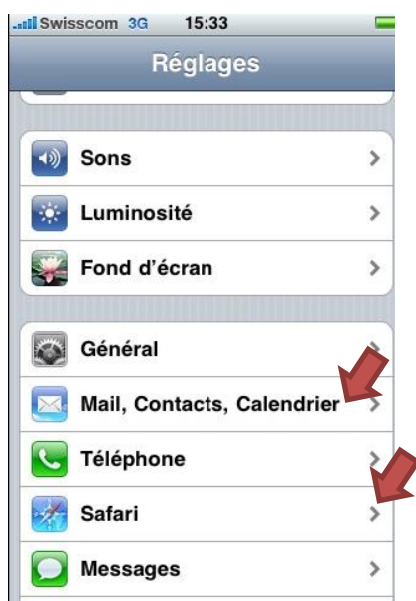 Swisscom 3G 15:33
Réglages
Sons
Luminosité
Fond d'écran
Général
Mail, Contacts, Calendrier
Téléphone
Safari
Messages